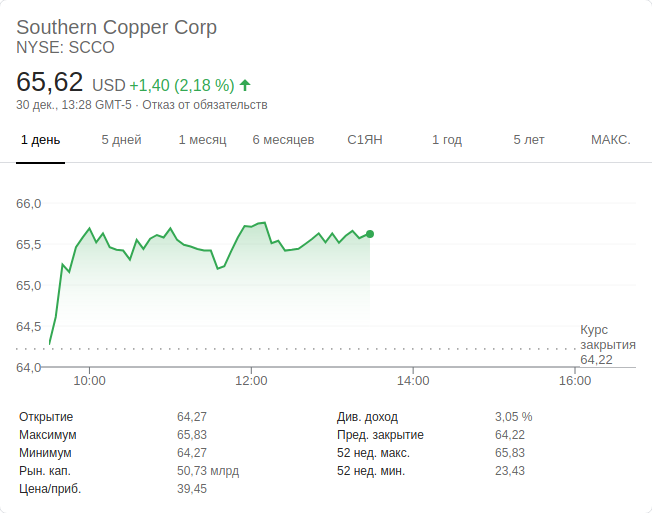 Southern Copper Corp
NYSE: SCCO
65,62 USD +1,40 (2,18 %)
30 дек., 13:28 GMT-5 · Отказ от обязательств
1 день 5 дней 1 месяц 6 месяцев С1ЯН 1 год 5 лет МАКС.
66,0
65,5
65,0
64,5
Курс
закрытия
64,22
64,0
10:00 12:00 14:00 16:00
Открытие 64,27 Див. доход 3,05 %
Максимум 65,83 Пред. закрытие 64,22
Минимум 64,27 52 нед. макс. 65,83
Рын. кап. 50,73 млрд 52 нед. мин. 23,43
Цена/приб. 39,45